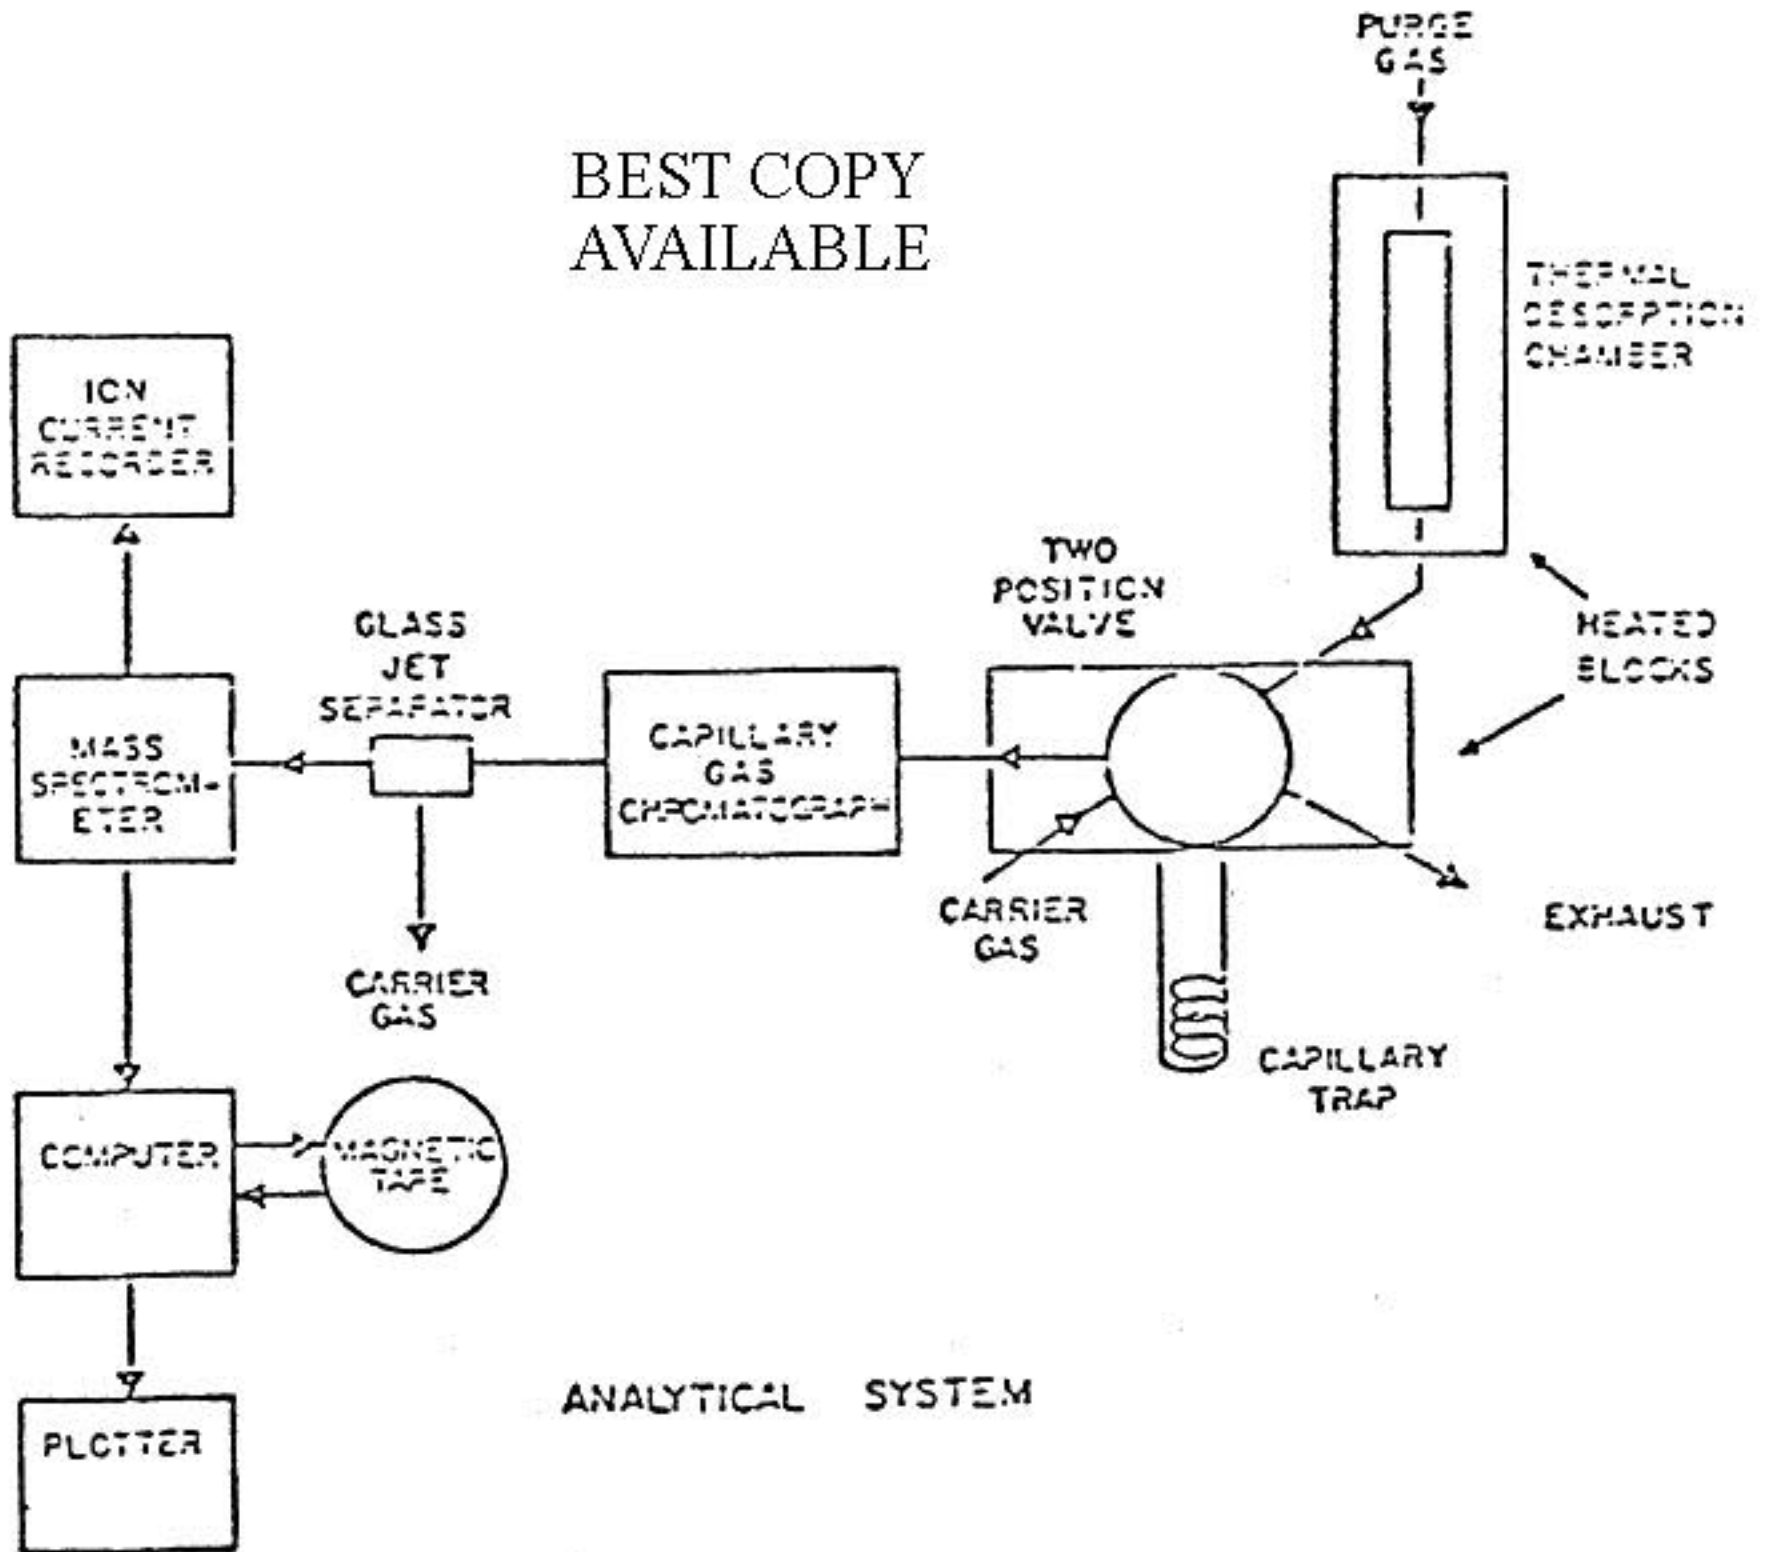 PURGE
GAS
BEST COPY
AVAILABLE
THERMAL
DESORPTION
CHAMBER
ION
CURRENT
RECORDER
TWO
POSITION
VALVE
HEATED
BLOCKS
GLASS
JET
SEPARATOR
MASS
SPECTROM-
ETER
CAPILLARY
GAS
CHROMATOGRAPH
CARRIER
GAS
EXHAUST
CARRIER
GAS
CAPILLARY
TRAP
COMPUTER
MAGNETIC
TAPE
PLOTTER
ANALYTICAL SYSTEM